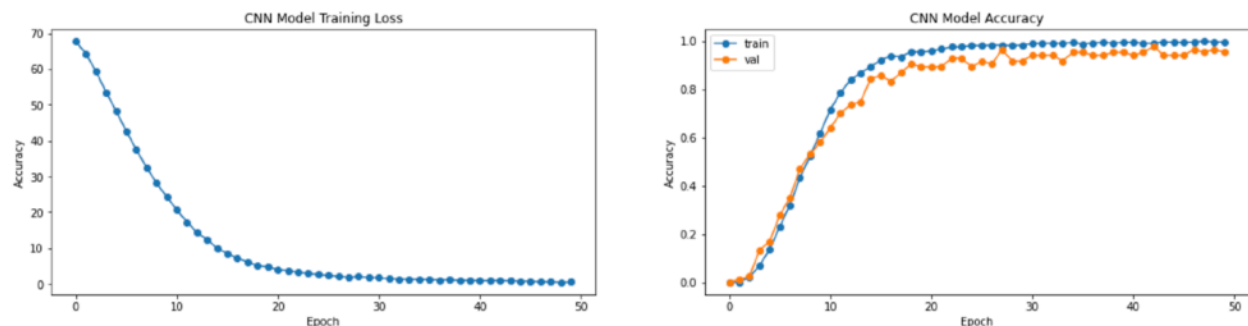 CNN Model Training Loss
70
60
50
40
30
20
10
0
Accuracy
0 10 20 30 40 50
Epoch
CNN Model Accuracy
train
val
1.0
0.8
0.6
0.4
0.2
0.0
Accuracy
0 10 20 30 40 50
Epoch